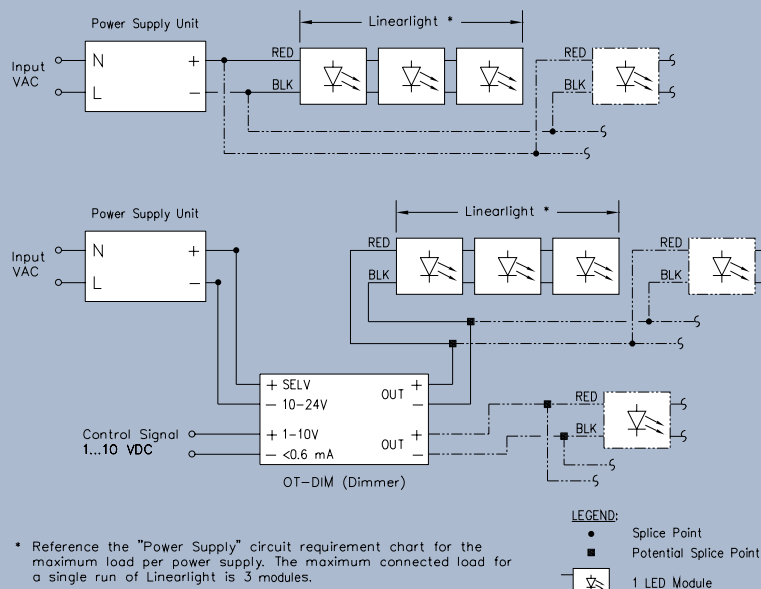 Power Supply Unit
Linearlight *
Input
VAC
N
L
+
−
RED
BLK
RED
BLK
Power Supply Unit
Linearlight *
Input
VAC
N
L
+
−
RED
BLK
RED
BLK
+ SELV
− 10-24V
OUT +
−
+ 1-10V
− <0.6 mA
OUT +
−
RED
BLK
Control Signal
1...10 VDC
OT-DIM (Dimmer)
* Reference the "Power Supply" circuit requirement chart for the
maximum load per power supply. The maximum connected load for
a single run of Linearlight is 3 modules.
LEGEND:
Splice Point
Potential Splice Point
1 LED Module